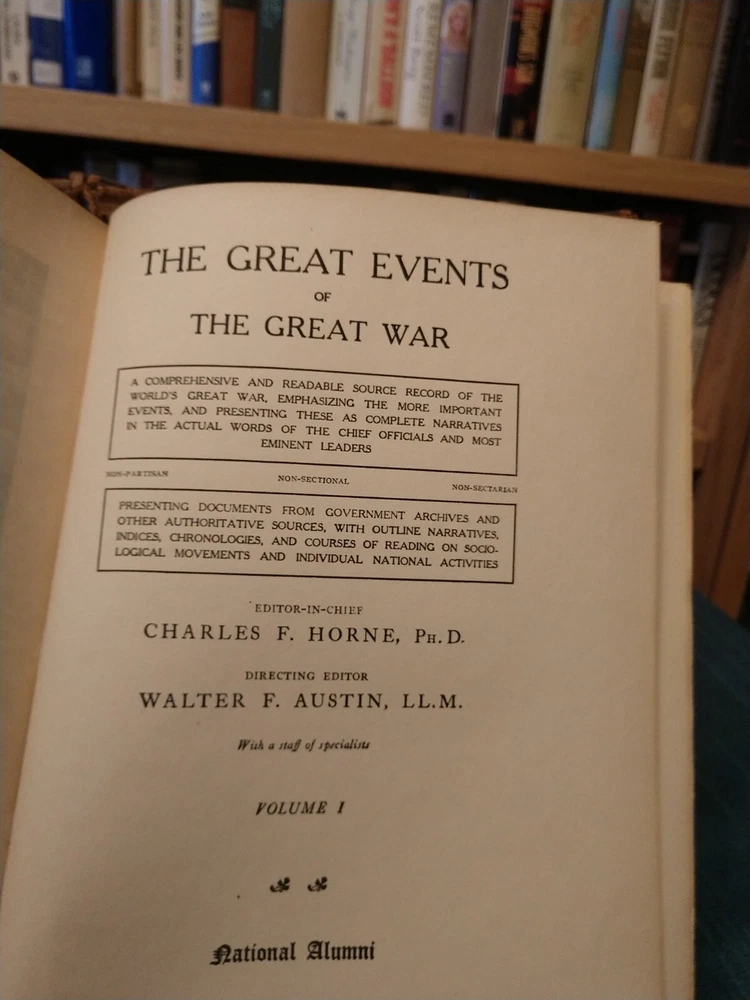 THE GREAT EVENTS
OF
THE GREAT WAR
A COMPREHENSIVE AND READABLE SOURCE RECORD OF THE
WORLD'S GREAT WAR, EMPHASIZING THE MORE IMPORTANT
EVENTS, AND PRESENTING THESE AS COMPLETE NARRATIVES
IN THE ACTUAL WORDS OF THE CHIEF OFFICIALS AND MOST
EMINENT LEADERS
NON-PARTISAN NON-SECTIONAL NON-SECTARIAN
PRESENTING DOCUMENTS FROM GOVERNMENT ARCHIVES AND
OTHER AUTHORITATIVE SOURCES, WITH OUTLINE NARRATIVES,
INDICES, CHRONOLOGIES, AND COURSES OF READING ON SOCIO-
LOGICAL MOVEMENTS AND INDIVIDUAL NATIONAL ACTIVITIES
EDITOR-IN-CHIEF
CHARLES F. HORNE, PH.D.
DIRECTING EDITOR
WALTER F. AUSTIN, LL.M.
With a staff of specialists
VOLUME I
National Alumni